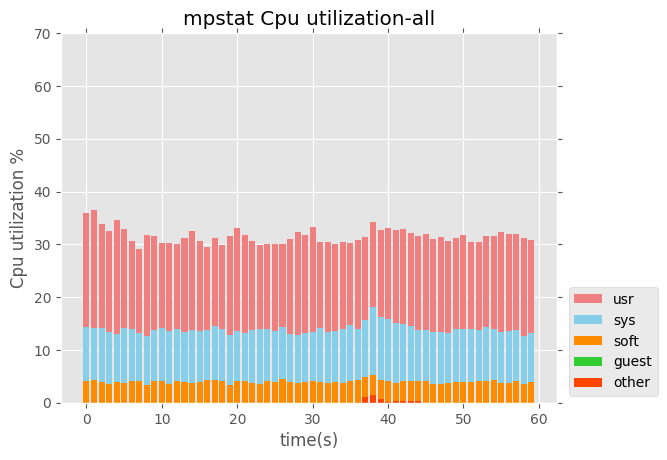 mpstat Cpu utilization-all
70
60
50
40
30
20
10
0
Cpu utilization %
0 10 20 30 40 50 60
time(s)
usr
sys
soft
guest
other